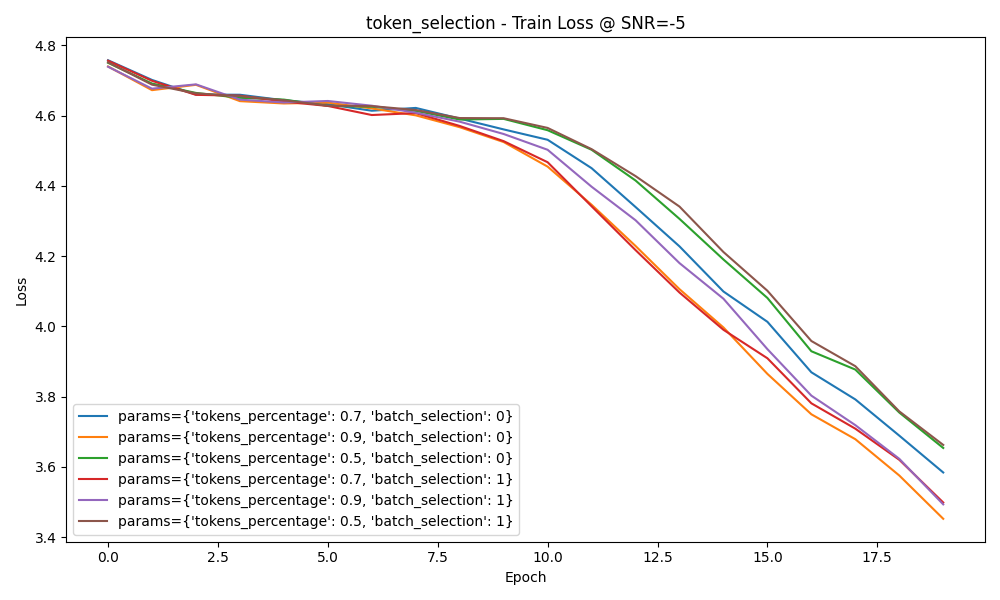 token_selection - Train Loss @ SNR=-5
4.8
4.6
4.4
4.2
4.0
3.8
3.6
3.4
Loss
params={'tokens_percentage': 0.7, 'batch_selection': 0}
params={'tokens_percentage': 0.9, 'batch_selection': 0}
params={'tokens_percentage': 0.5, 'batch_selection': 0}
params={'tokens_percentage': 0.7, 'batch_selection': 1}
params={'tokens_percentage': 0.9, 'batch_selection': 1}
params={'tokens_percentage': 0.5, 'batch_selection': 1}
0.0 2.5 5.0 7.5 10.0 12.5 15.0 17.5
Epoch